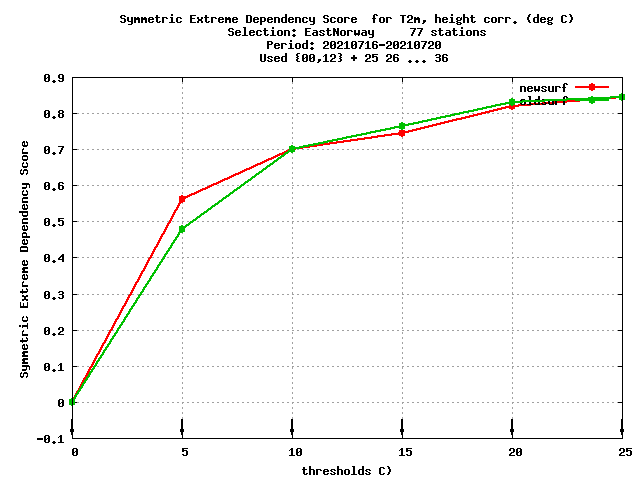 Symmetric Extreme Dependency Score  for T2m, height corr. (deg C)
Selection: EastNorway     77 stations
Period: 20210716-20210720
Used {00,12} + 25 26 ... 36
0.9
0.8
0.7
0.6
0.5
0.4
0.3
0.2
0.1
0
-0.1
Symmetric Extreme Dependency Score
newsurf
oldsurf
0
5
10
15
20
25
thresholds C)